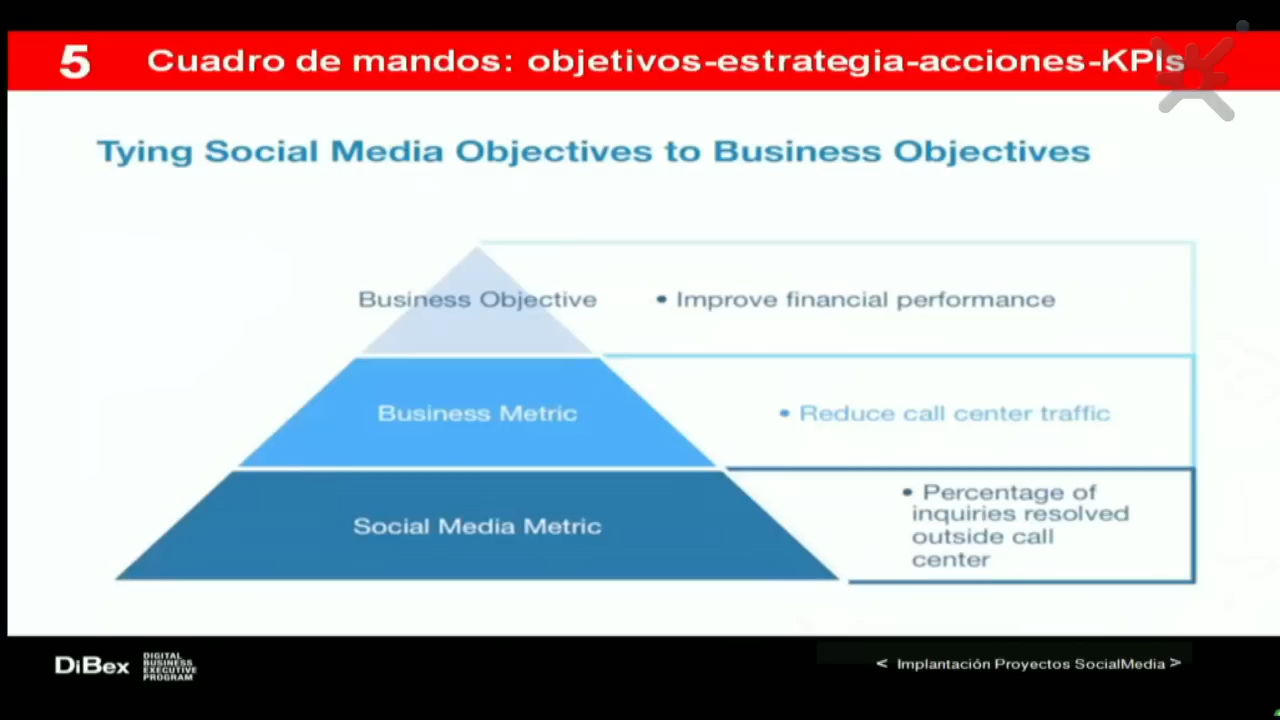 5 Cuadro de mandos: objetivos-estrategia-acciones-KPIs
Tying Social Media Objectives to Business Objectives
Business Objective
• Improve financial performance
Business Metric
• Reduce call center traffic
Social Media Metric
• Percentage of
inquiries resolved
outside call
center
DiBex
DIGITAL
BUSINESS
EXECUTIVE
PROGRAM
< Implantación Proyectos SocialMedia >